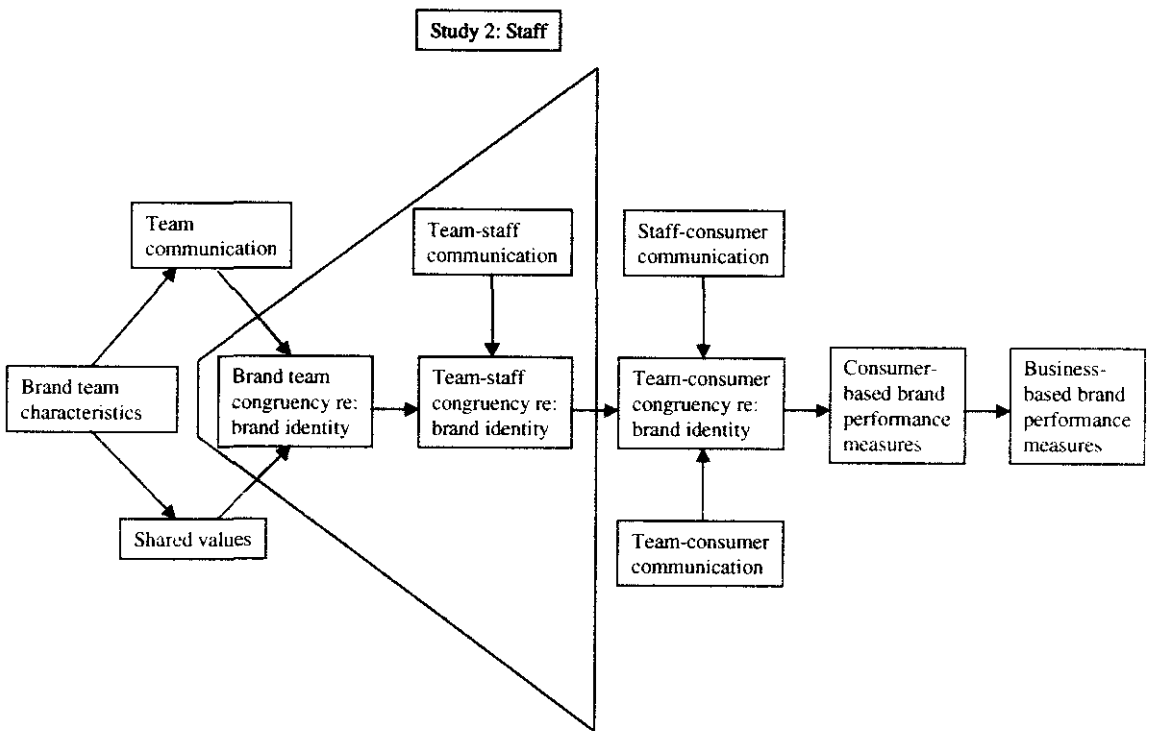 Study 2: Staff
Team
communication
Team-staff
communication
Staff-consumer
communication
Brand team
characteristics
Brand team
congruency re:
brand identity
Team-staff
congruency re:
brand identity
Team-consumer
congruency re:
brand identity
Consumer-
based brand
performance
measures
Business-
based brand
performance
measures
Shared values
Team-consumer
communication